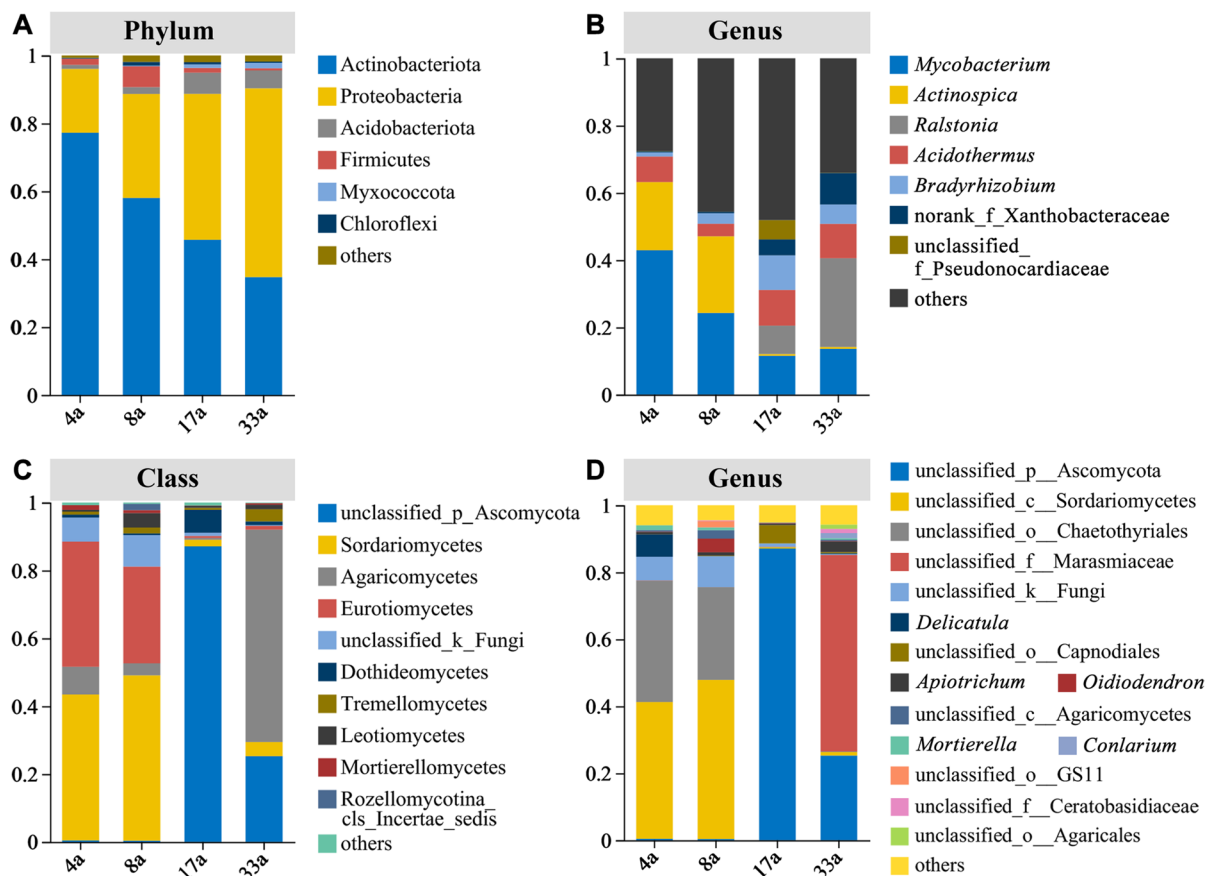 A
Phylum
1
0.8
0.6
0.4
0.2
0
4a
8a
17a
33a
Actinobacteriota
Proteobacteria
Acidobacteriota
Firmicutes
Myxococcota
Chloroflexi
others
B
Genus
1
0.8
0.6
0.4
0.2
0
4a
8a
17a
33a
Mycobacterium
Actinospica
Ralstonia
Acidothermus
Bradyrhizobium
norank_f_Xanthobacteraceae
unclassified_
f_Pseudonocardiaceae
others
C
Class
1
0.8
0.6
0.4
0.2
0
4a
8a
17a
33a
unclassified_p_Ascomycota
Sordariomycetes
Agaricomycetes
Eurotiomycetes
unclassified_k_Fungi
Dothideomycetes
Tremellomycetes
Leotiomycetes
Mortierellomycetes
Rozellomycotina_
cls_Incertae_sedis
others
D
Genus
1
0.8
0.6
0.4
0.2
0
4a
8a
17a
33a
unclassified_p__Ascomycota
unclassified_c__Sordariomycetes
unclassified_o__Chaetothyriales
unclassified_f__Marasmiaceae
unclassified_k__Fungi
Delicatula
unclassified_o__Capnodiales
Apiotrichum Oidiodendron
unclassified_c__Agaricomycetes
Mortierella Conlarium
unclassified_o__GS11
unclassified_f__Ceratobasidiaceae
unclassified_o__Agaricales
others